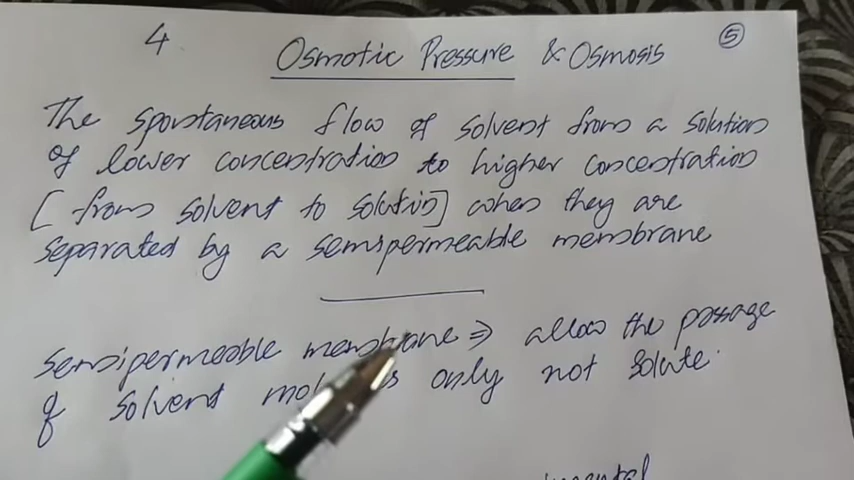 4 Osmotic Pressure & Osmosis 5
The spontaneous flow of solvent from a solution
of lower concentration to higher concentration
[from solvent to solution] when they are
separated by a semipermeable membrane
Semipermeable membrane ⇒ allow the passage
of solvent only not solute.